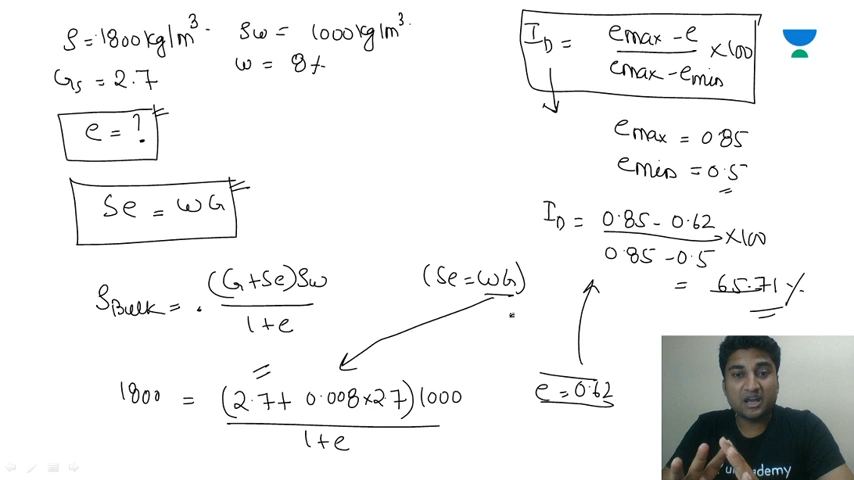 ρ = 1800 kg/m³. ρw = 1000 kg/m³.
Gs = 2.7 w = 8%
e = ?
Se = wG
ρBulk = (G+Se)ρw / 1+e (Se = wG)
1800 = (2.7+ 0.008×27)1000 / 1+e
e = 0.62
ID = emax - e / emax - emin ×100
emax = 0.85
emin = 0.5
ID = 0.85 - 0.62 / 0.85 - 0.5 ×100
= 65.71%